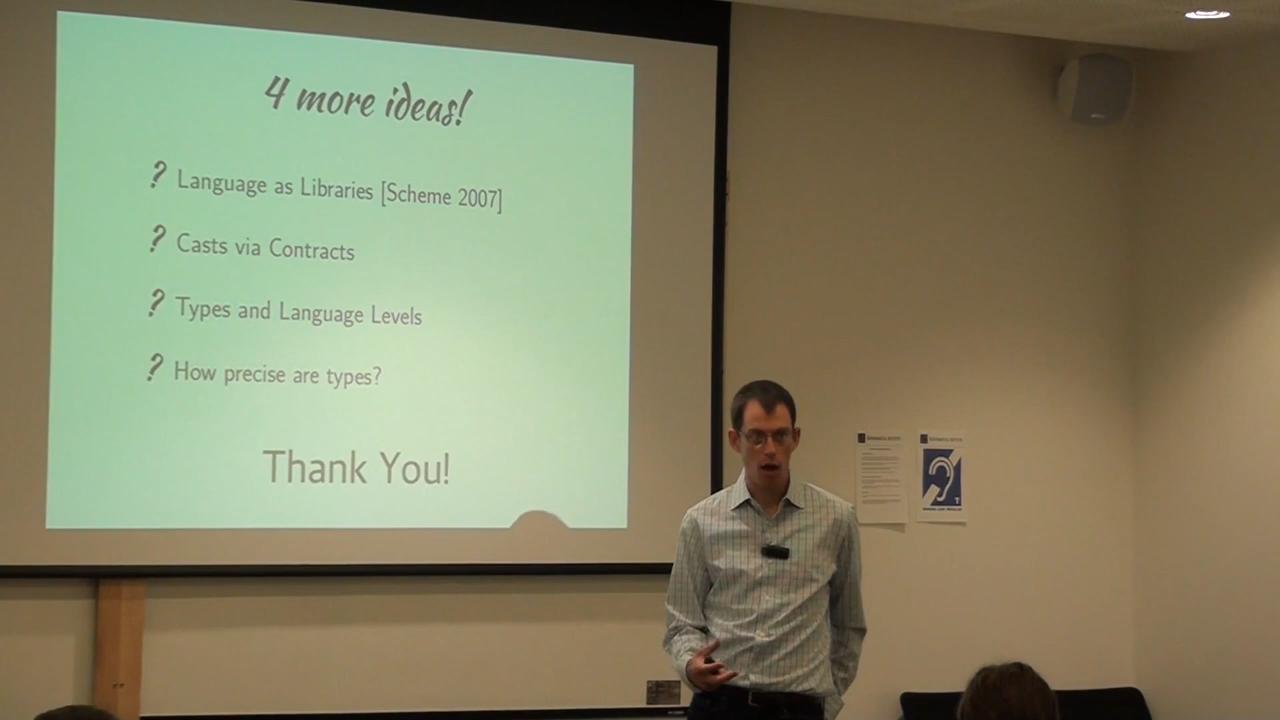 4 more ideas!
? Language as Libraries [Scheme 2007]
? Casts via Contracts
? Types and Language Levels
? How precise are types?
Thank You!
T